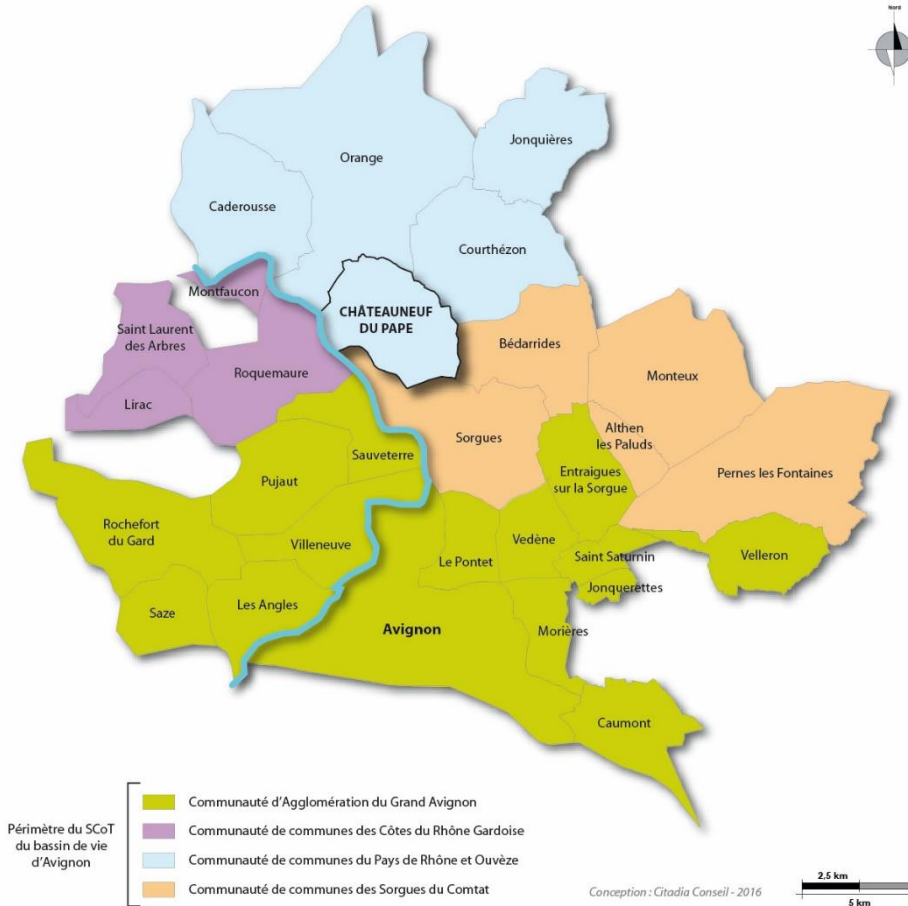 Nord
Orange
Jonquières
Caderousse
Courthézon
Montfaucon
CHÂTEAUNEUF
DU PAPE
Saint Laurent
des Arbres
Bédarrides
Roquemaure
Monteux
Lirac
Althen
les Paluds
Sorgues
Sauveterre
Pernes les Fontaines
Entraigues
sur la Sorgue
Pujaut
Rochefort
du Gard
Villeneuve
Vedène
Le Pontet
Saint Saturnin
Velleron
Jonquerettes
Les Angles
Saze
Avignon
Morières
Caumont
Périmètre du SCoT
du bassin de vie
d'Avignon
Communauté d'Agglomération du Grand Avignon
Communauté de communes des Côtes du Rhône Gardoise
Communauté de communes du Pays de Rhône et Ouvèze
Communauté de communes des Sorgues du Comtat
Conception : Citadia Conseil - 2016
2,5 km
5 km